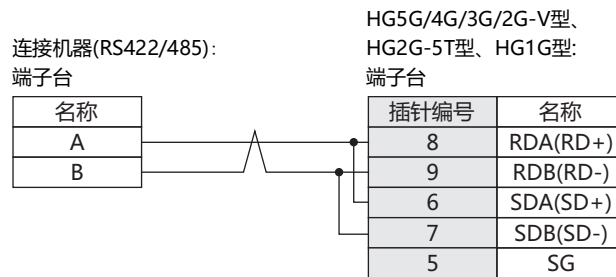 HG5G/4G/3G/2G-V型、
连接机器(RS422/485): HG2G-5T型、HG1G型:
端子台 端子台
名称 插针编号 名称
A 8 RDA(RD+)
B 9 RDB(RD-)
6 SDA(SD+)
7 SDB(SD-)
5 SG